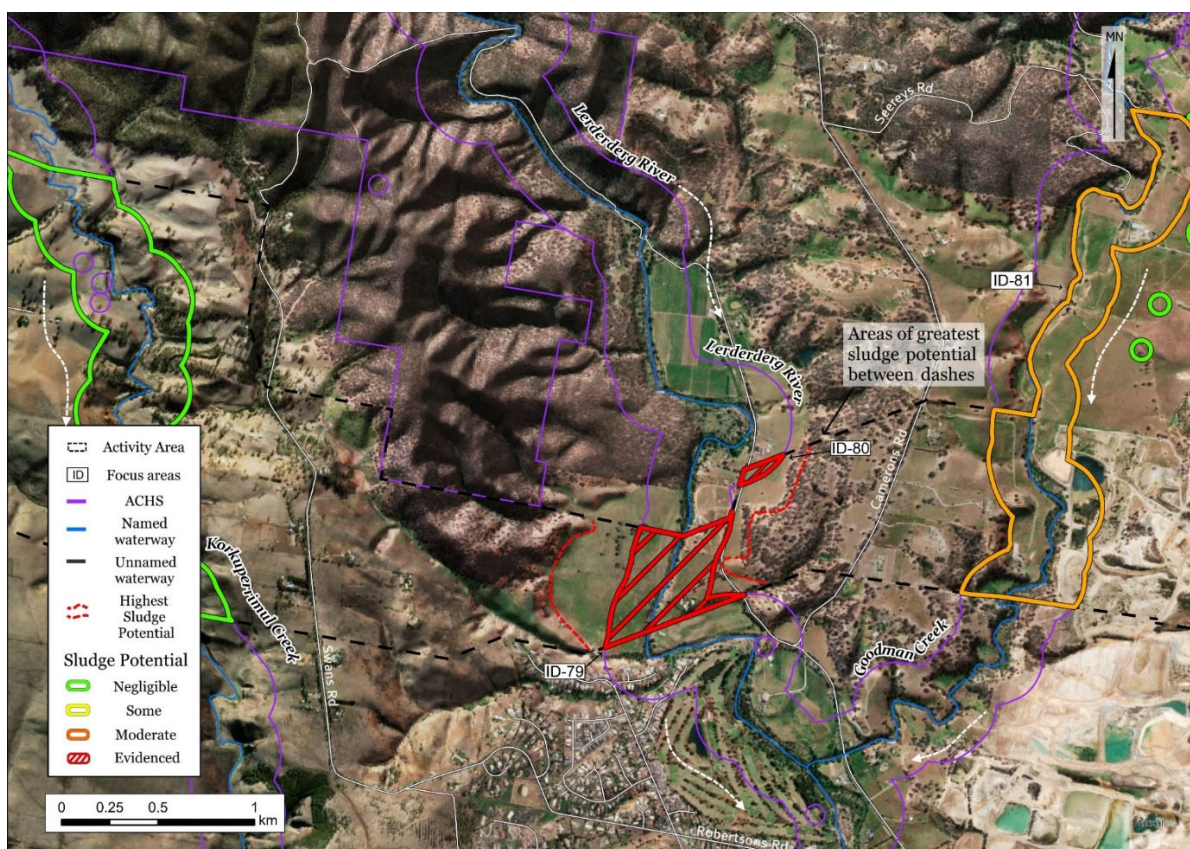 MN
Seereys Rd
Lerderderg River
ID-81
Areas of greatest
sludge potential
between dashes
Lerderderg River
ID-80
Camerons Rd
Activity Area
ID Focus areas
ACHS
Named
waterway
Unnamed
waterway
Highest
Sludge
Potential
Sludge Potential
Negligible
Some
Moderate
Evidenced
Korkuperrimul Creek
Swans Rd
ID-79
Goodman Creek
0 0.25 0.5 1
km
Robertsons Rd